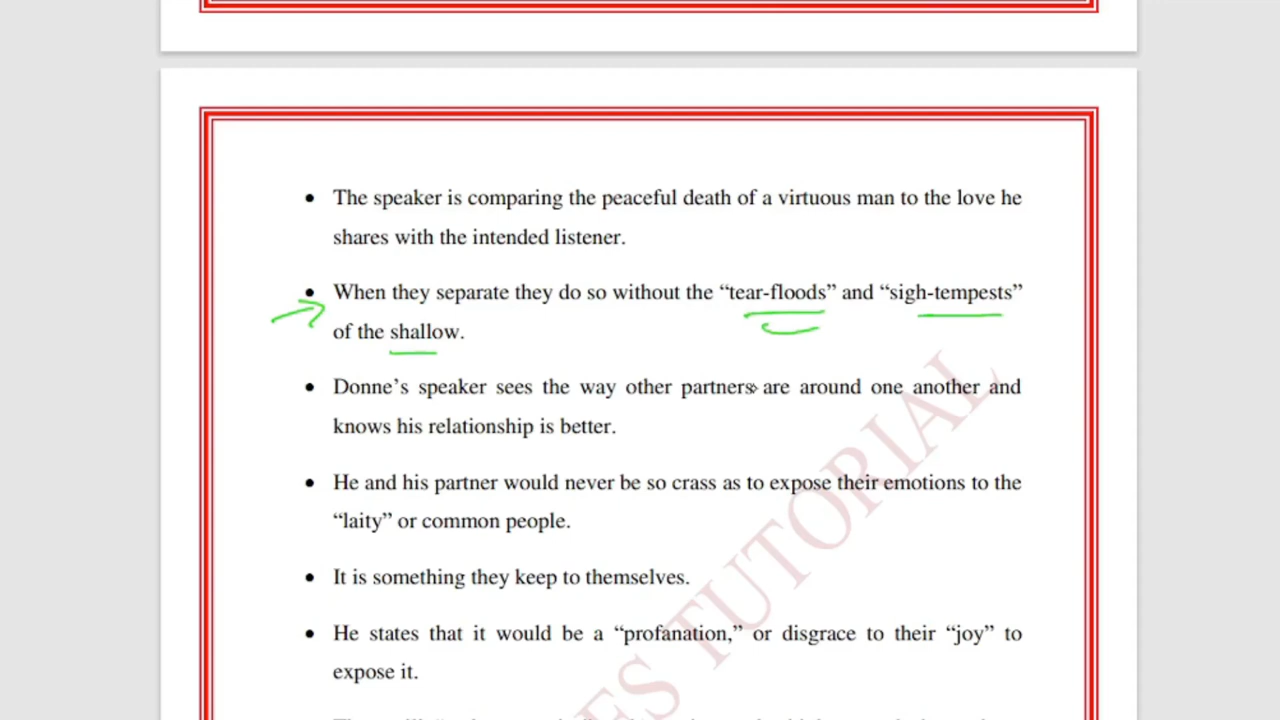 • The speaker is comparing the peaceful death of a virtuous man to the love he
shares with the intended listener.
• When they separate they do so without the “tear-floods” and “sigh-tempests”
of the shallow.
• Donne’s speaker sees the way other partners are around one another and
knows his relationship is better.
• He and his partner would never be so crass as to expose their emotions to the
“laity” or common people.
• It is something they keep to themselves.
• He states that it would be a “profanation,” or disgrace to their “joy” to
expose it.
ES TUTORIAL